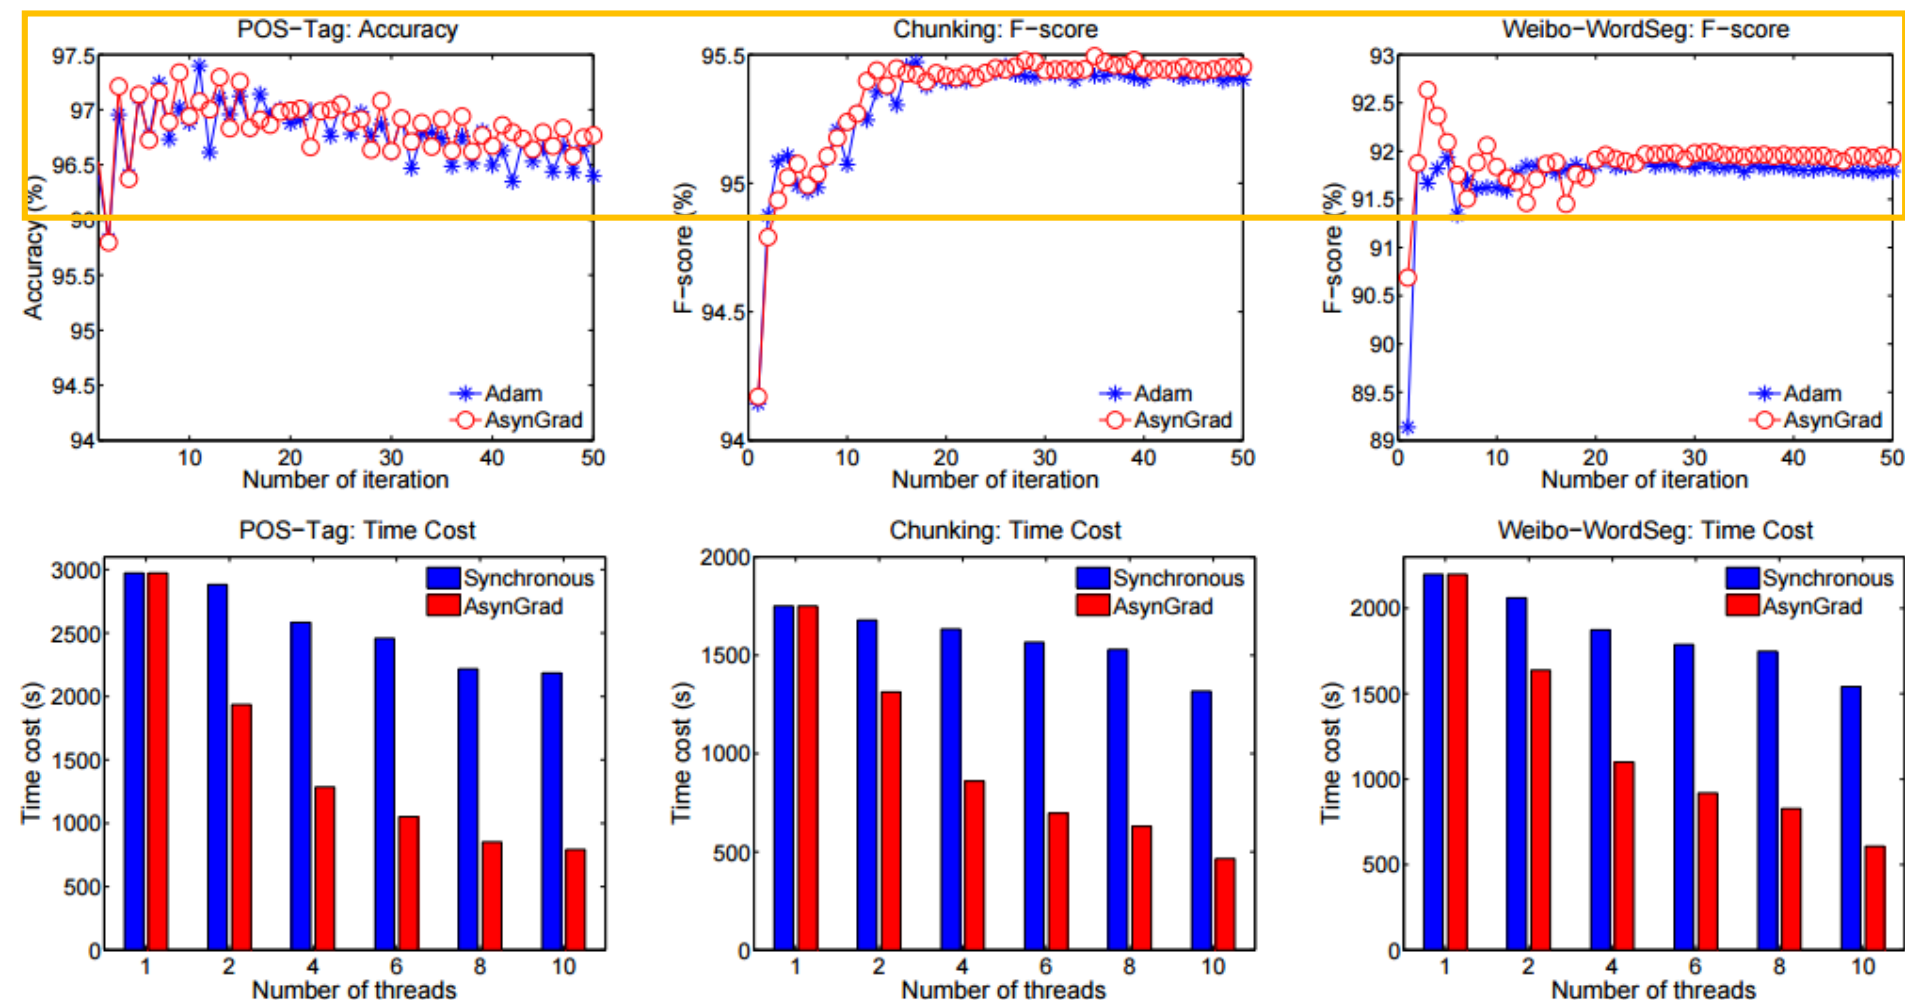 POS-Tag: Accuracy
97.5
97
96.5
96
95.5
95
94.5
94
Accuracy (%)
Adam
AsynGrad
10 20 30 40 50
Number of iteration
Chunking: F-score
95.5
95
94.5
94
F-score (%)
Adam
AsynGrad
0 10 20 30 40 50
Number of iteration
Weibo-WordSeg: F-score
93
92.5
92
91.5
91
90.5
90
89.5
89
F-score (%)
Adam
AsynGrad
0 10 20 30 40 50
Number of iteration
POS-Tag: Time Cost
3000
2500
2000
1500
1000
500
0
Time cost (s)
Synchronous
AsynGrad
1 2 4 6 8 10
Number of threads
Chunking: Time Cost
2000
1500
1000
500
0
Time cost (s)
Synchronous
AsynGrad
1 2 4 6 8 10
Number of threads
Weibo-WordSeg: Time Cost
2000
1500
1000
500
0
Time cost (s)
Synchronous
AsynGrad
1 2 4 6 8 10
Number of threads